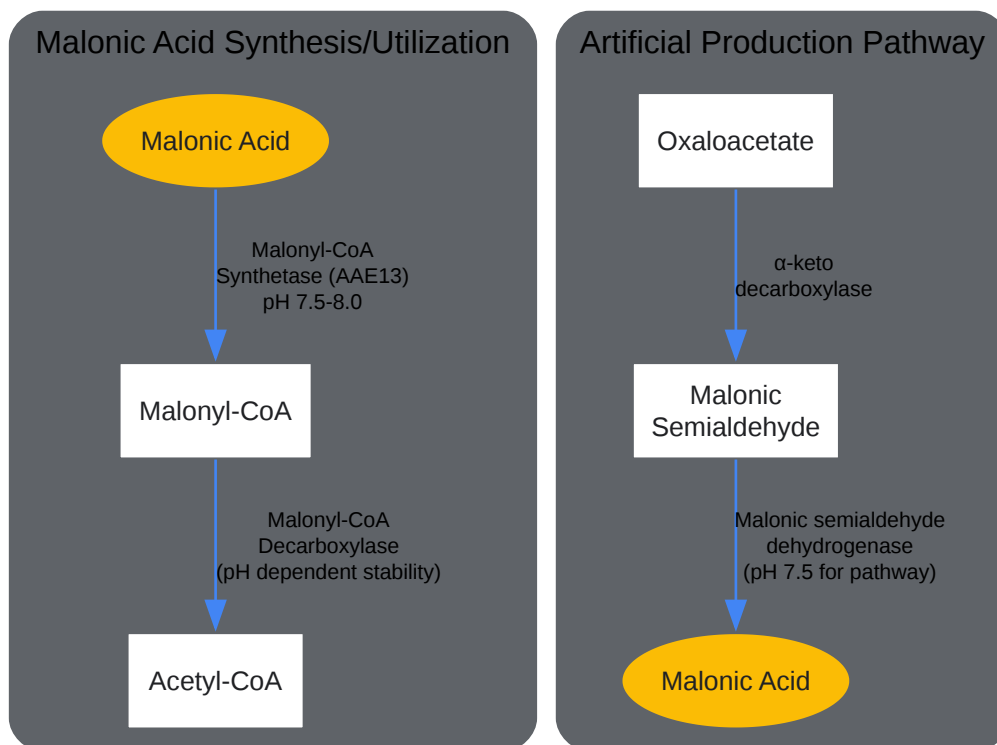 Malonic Acid Synthesis/Utilization
Malonic Acid
Malonyl-CoA
Synthetase (AAE13)
pH 7.5-8.0
Malonyl-CoA
Malonyl-CoA
Decarboxylase
(pH dependent stability)
Acetyl-CoA
Artificial Production Pathway
Oxaloacetate
α-keto
decarboxylase
Malonic
Semialdehyde
Malonic semialdehyde
dehydrogenase
(pH 7.5 for pathway)
Malonic Acid